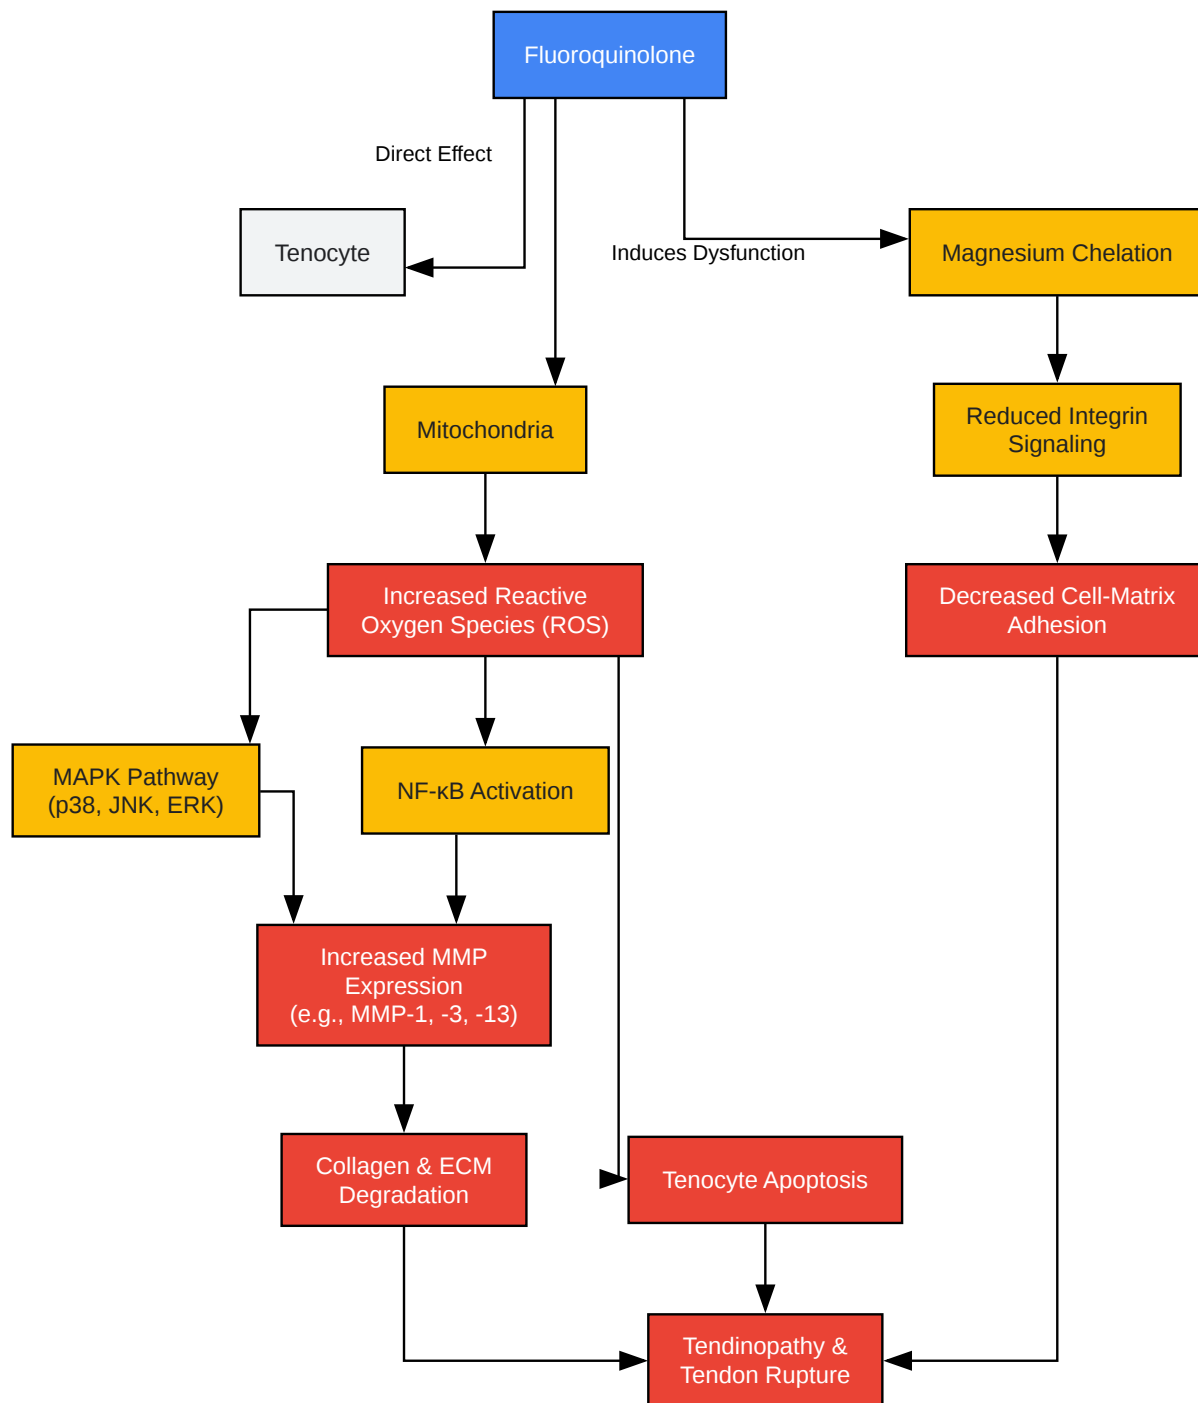 Fluoroquinolone
Direct Effect
Tenocyte
Induces Dysfunction
Magnesium Chelation
Mitochondria
Reduced Integrin
Signaling
Increased Reactive
Oxygen Species (ROS)
Decreased Cell-Matrix
Adhesion
MAPK Pathway
(p38, JNK, ERK)
NF-κB Activation
Increased MMP
Expression
(e.g., MMP-1, -3, -13)
Collagen & ECM
Degradation
Tenocyte Apoptosis
Tendinopathy &
Tendon Rupture